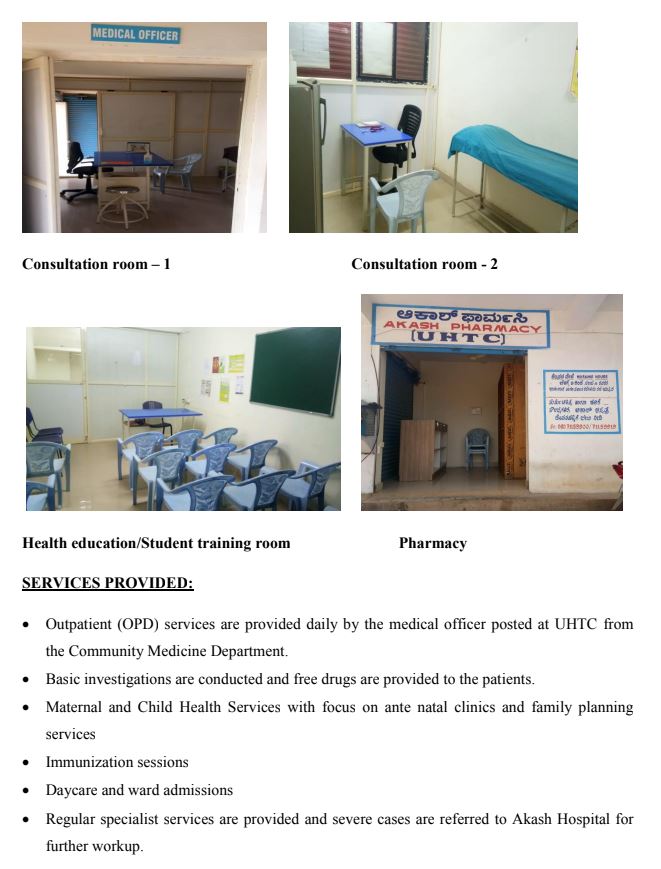 MEDICAL OFFICER
Consultation room – 1
Consultation room - 2
ಆಕಾಶ್ ಫಾರ್ಮಸಿ
AKASH PHARMACY
(UHTC)
Health education/Student training room
Pharmacy
SERVICES PROVIDED:
• Outpatient (OPD) services are provided daily by the medical officer posted at UHTC from
the Community Medicine Department.
• Basic investigations are conducted and free drugs are provided to the patients.
• Maternal and Child Health Services with focus on ante natal clinics and family planning
services
• Immunization sessions
• Daycare and ward admissions
• Regular specialist services are provided and severe cases are referred to Akash Hospital for
further workup.